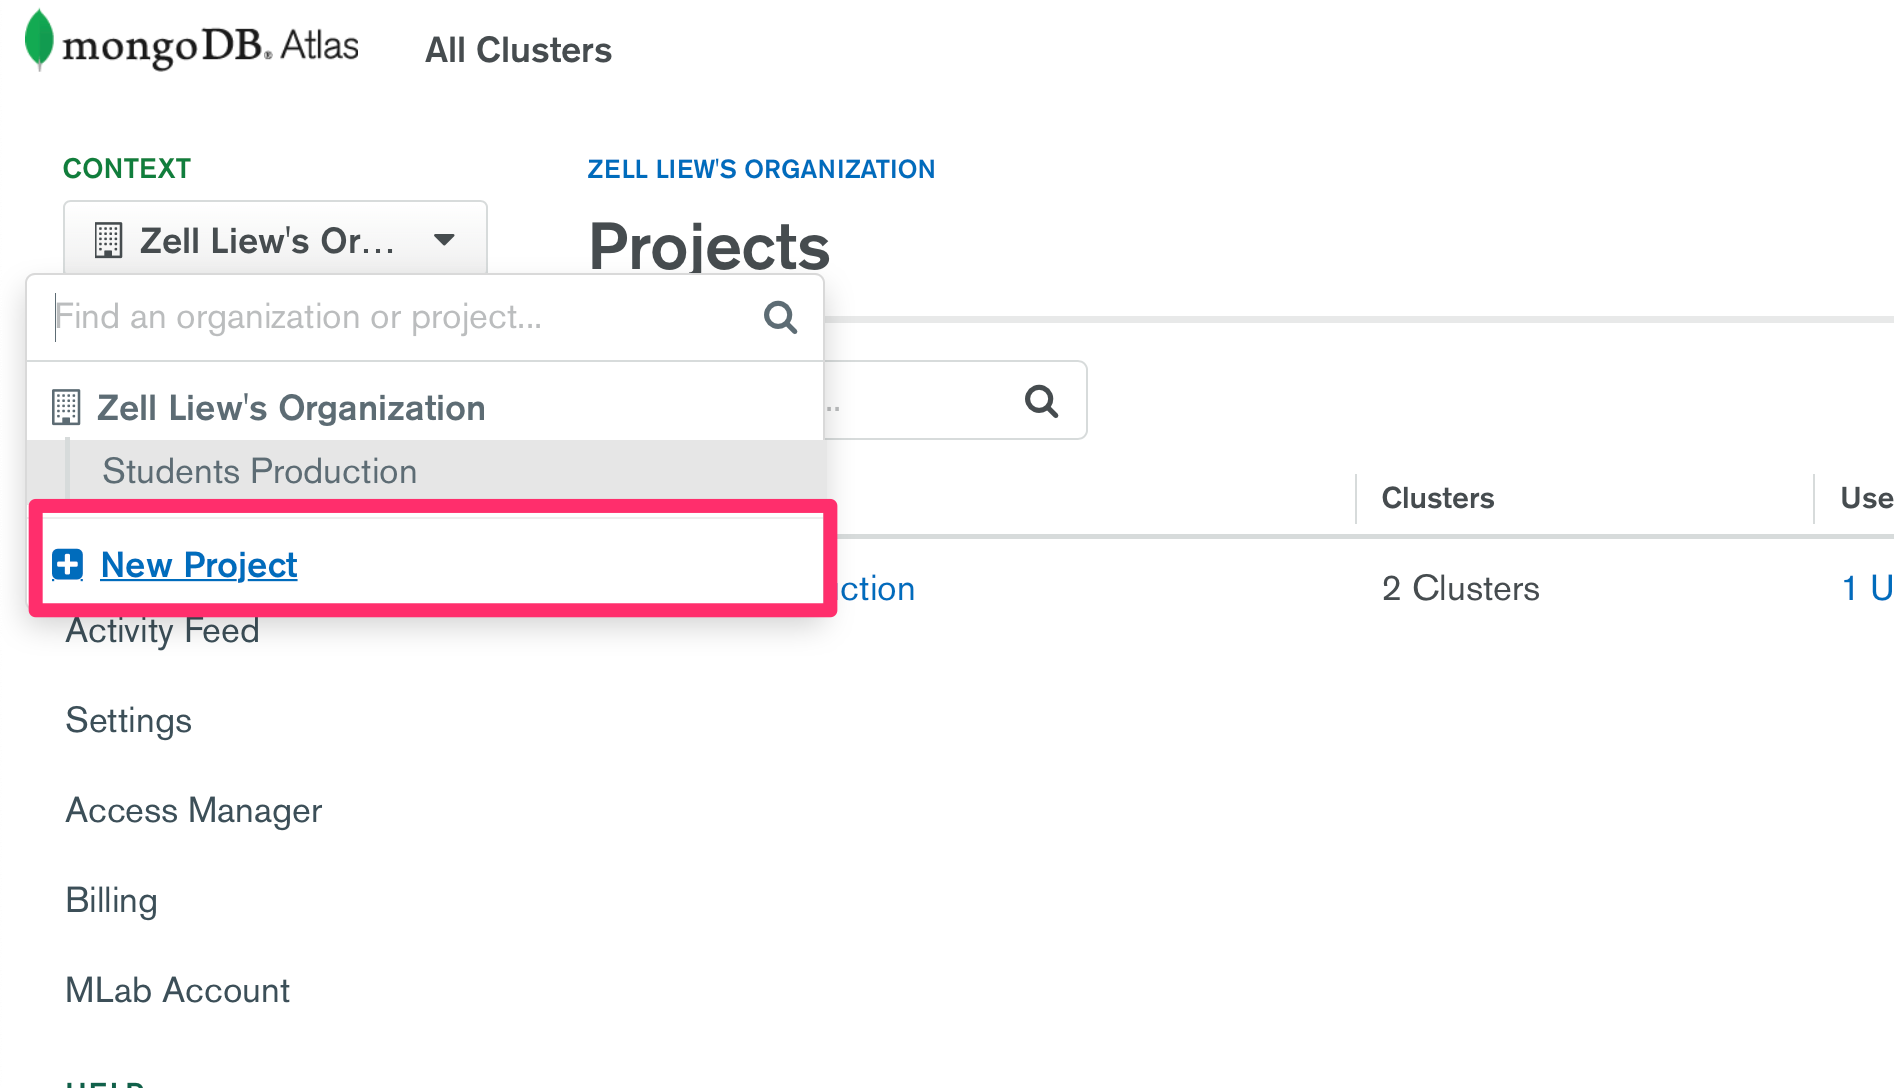 mongoDB® Atlas
All Clusters
CONTEXT
ZELL LIEW'S ORGANIZATION
Zell Liew's Or...
Projects
Find an organization or project...
Zell Liew's Organization
..
Students Production
Clusters
Use
New Project
ction
2 Clusters
1 U
Activity Feed
Settings
Access Manager
Billing
MLab Account
HELP